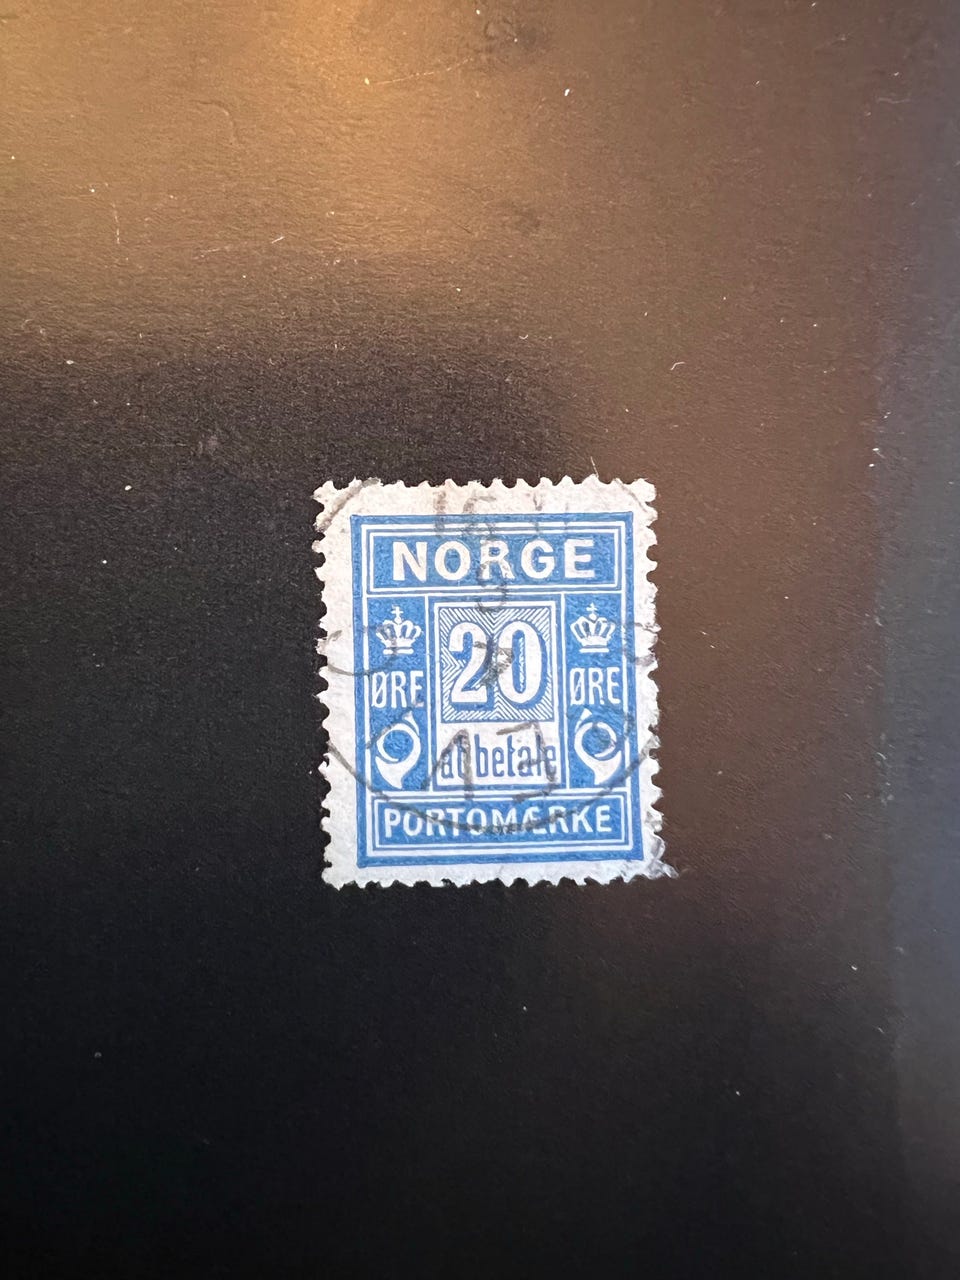 NORGE
20
ØRE ØRE
at betale
PORTOMÆRKE